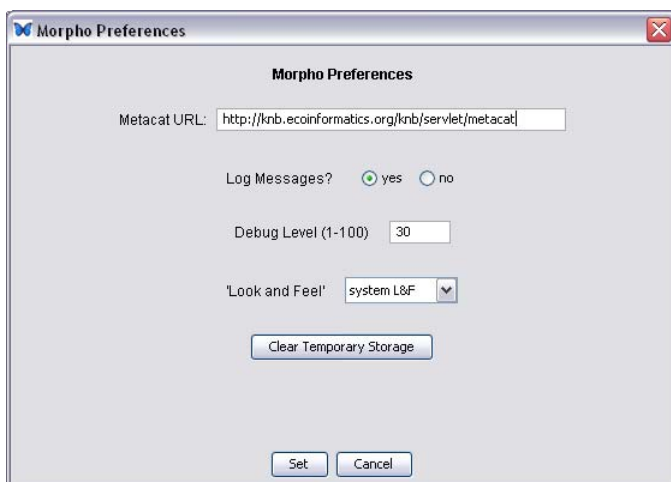 Morpho Preferences
Morpho Preferences
Metacat URL: http://knb.ecoinformatics.org/knb/servlet/metacat
Log Messages? yes no
Debug Level (1-100) 30
'Look and Feel' system L&F
Clear Temporary Storage
Set Cancel